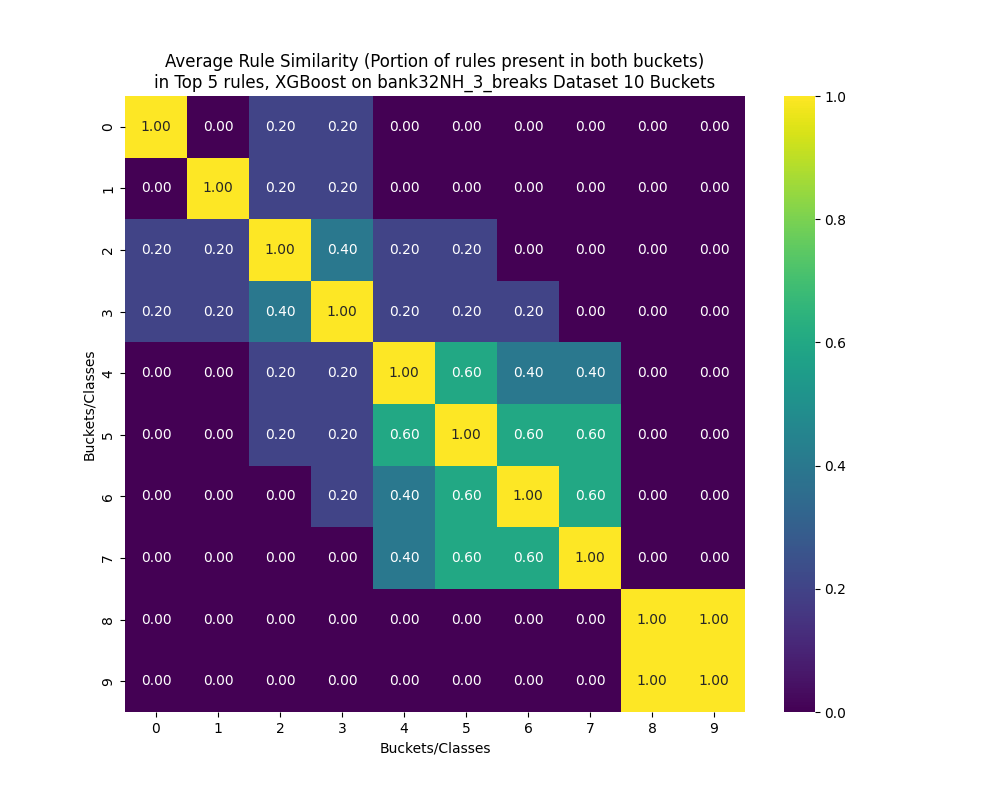 Average Rule Similarity (Portion of rules present in both buckets)
in Top 5 rules, XGBoost on bank32NH_3_breaks Dataset 10 Buckets
0 1.00 0.00 0.20 0.20 0.00 0.00 0.00 0.00 0.00 0.00
1 0.00 1.00 0.20 0.20 0.00 0.00 0.00 0.00 0.00 0.00
2 0.20 0.20 1.00 0.40 0.20 0.20 0.00 0.00 0.00 0.00
3 0.20 0.20 0.40 1.00 0.20 0.20 0.20 0.00 0.00 0.00
4 0.00 0.00 0.20 0.20 1.00 0.60 0.40 0.40 0.00 0.00
5 0.00 0.00 0.20 0.20 0.60 1.00 0.60 0.60 0.00 0.00
6 0.00 0.00 0.00 0.20 0.40 0.60 1.00 0.60 0.00 0.00
7 0.00 0.00 0.00 0.00 0.40 0.60 0.60 1.00 0.00 0.00
8 0.00 0.00 0.00 0.00 0.00 0.00 0.00 0.00 1.00 1.00
9 0.00 0.00 0.00 0.00 0.00 0.00 0.00 0.00 1.00 1.00
0 1 2 3 4 5 6 7 8 9
Buckets/Classes
Buckets/Classes
1.0
0.8
0.6
0.4
0.2
0.0